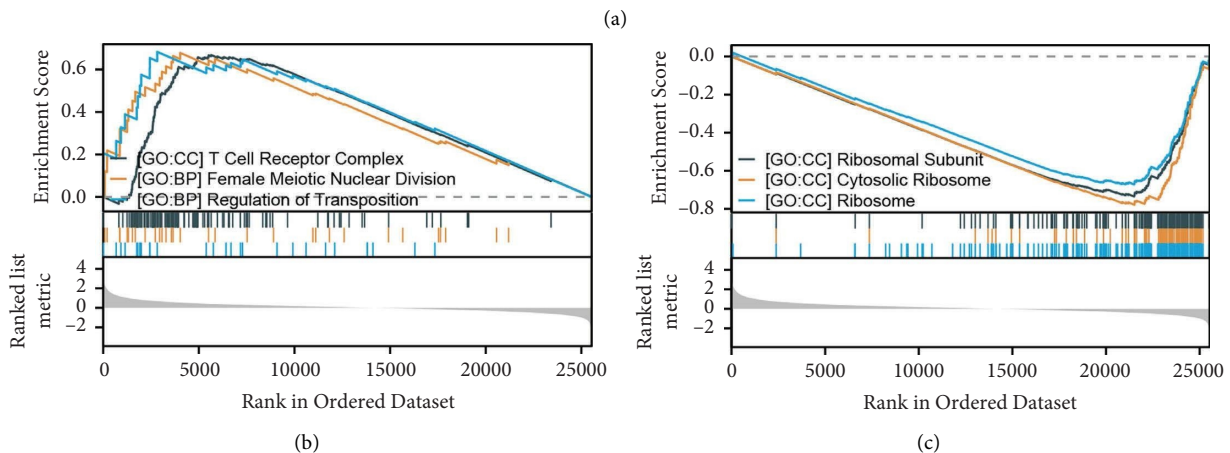 (a)
Enrichment Score
0.6
0.4
0.2
0.0
[GO:CC] T Cell Receptor Complex
[GO:BP] Female Meiotic Nuclear Division
[GO:BP] Regulation of Transposition
Ranked list
metric
4
2
0
−2
0 5000 10000 15000 20000 25000
Rank in Ordered Dataset
(b)
Enrichment Score
0.0
−0.2
−0.4
−0.6
−0.8
[GO:CC] Ribosomal Subunit
[GO:CC] Cytosolic Ribosome
[GO:CC] Ribosome
Ranked list
metric
4
2
0
−2
0 5000 10000 15000 20000 25000
Rank in Ordered Dataset
(c)